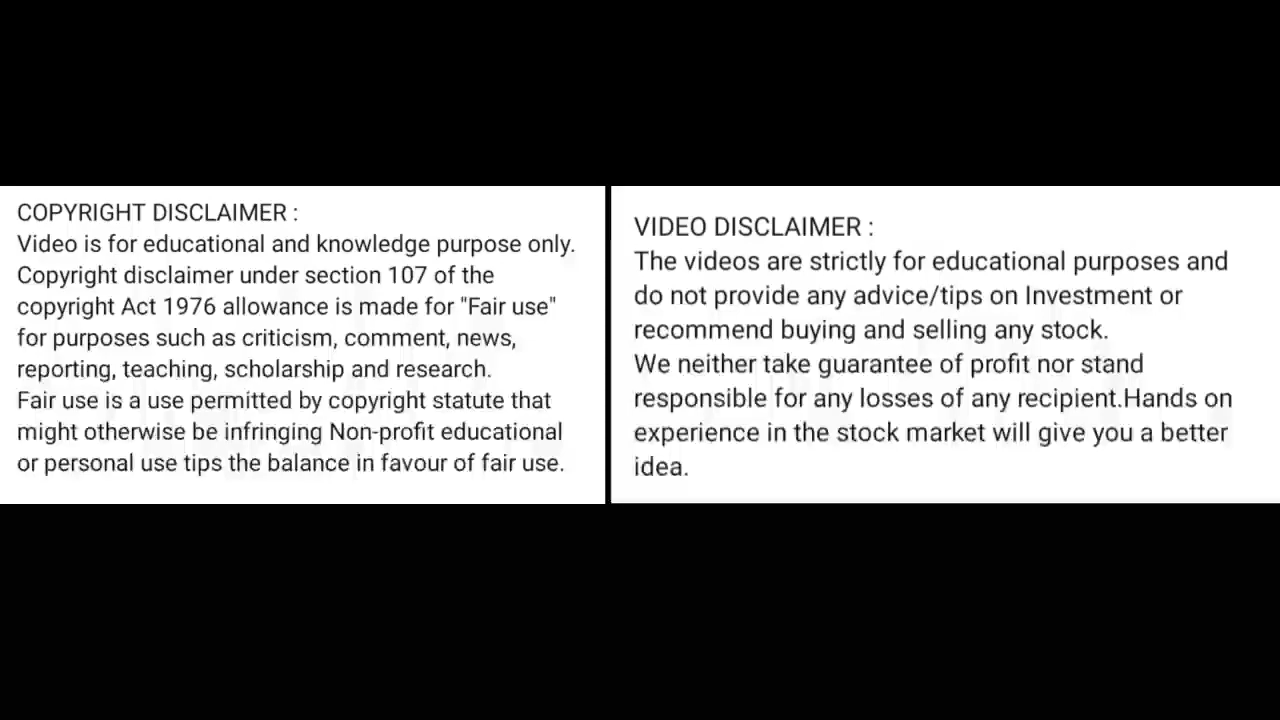 COPYRIGHT DISCLAIMER :
Video is for educational and knowledge purpose only.
Copyright disclaimer under section 107 of the
copyright Act 1976 allowance is made for "Fair use"
for purposes such as criticism, comment, news,
reporting, teaching, scholarship and research.
Fair use is a use permitted by copyright statute that
might otherwise be infringing Non-profit educational
or personal use tips the balance in favour of fair use.
VIDEO DISCLAIMER :
The videos are strictly for educational purposes and
do not provide any advice/tips on Investment or
recommend buying and selling any stock.
We neither take guarantee of profit nor stand
responsible for any losses of any recipient.Hands on
experience in the stock market will give you a better
idea.